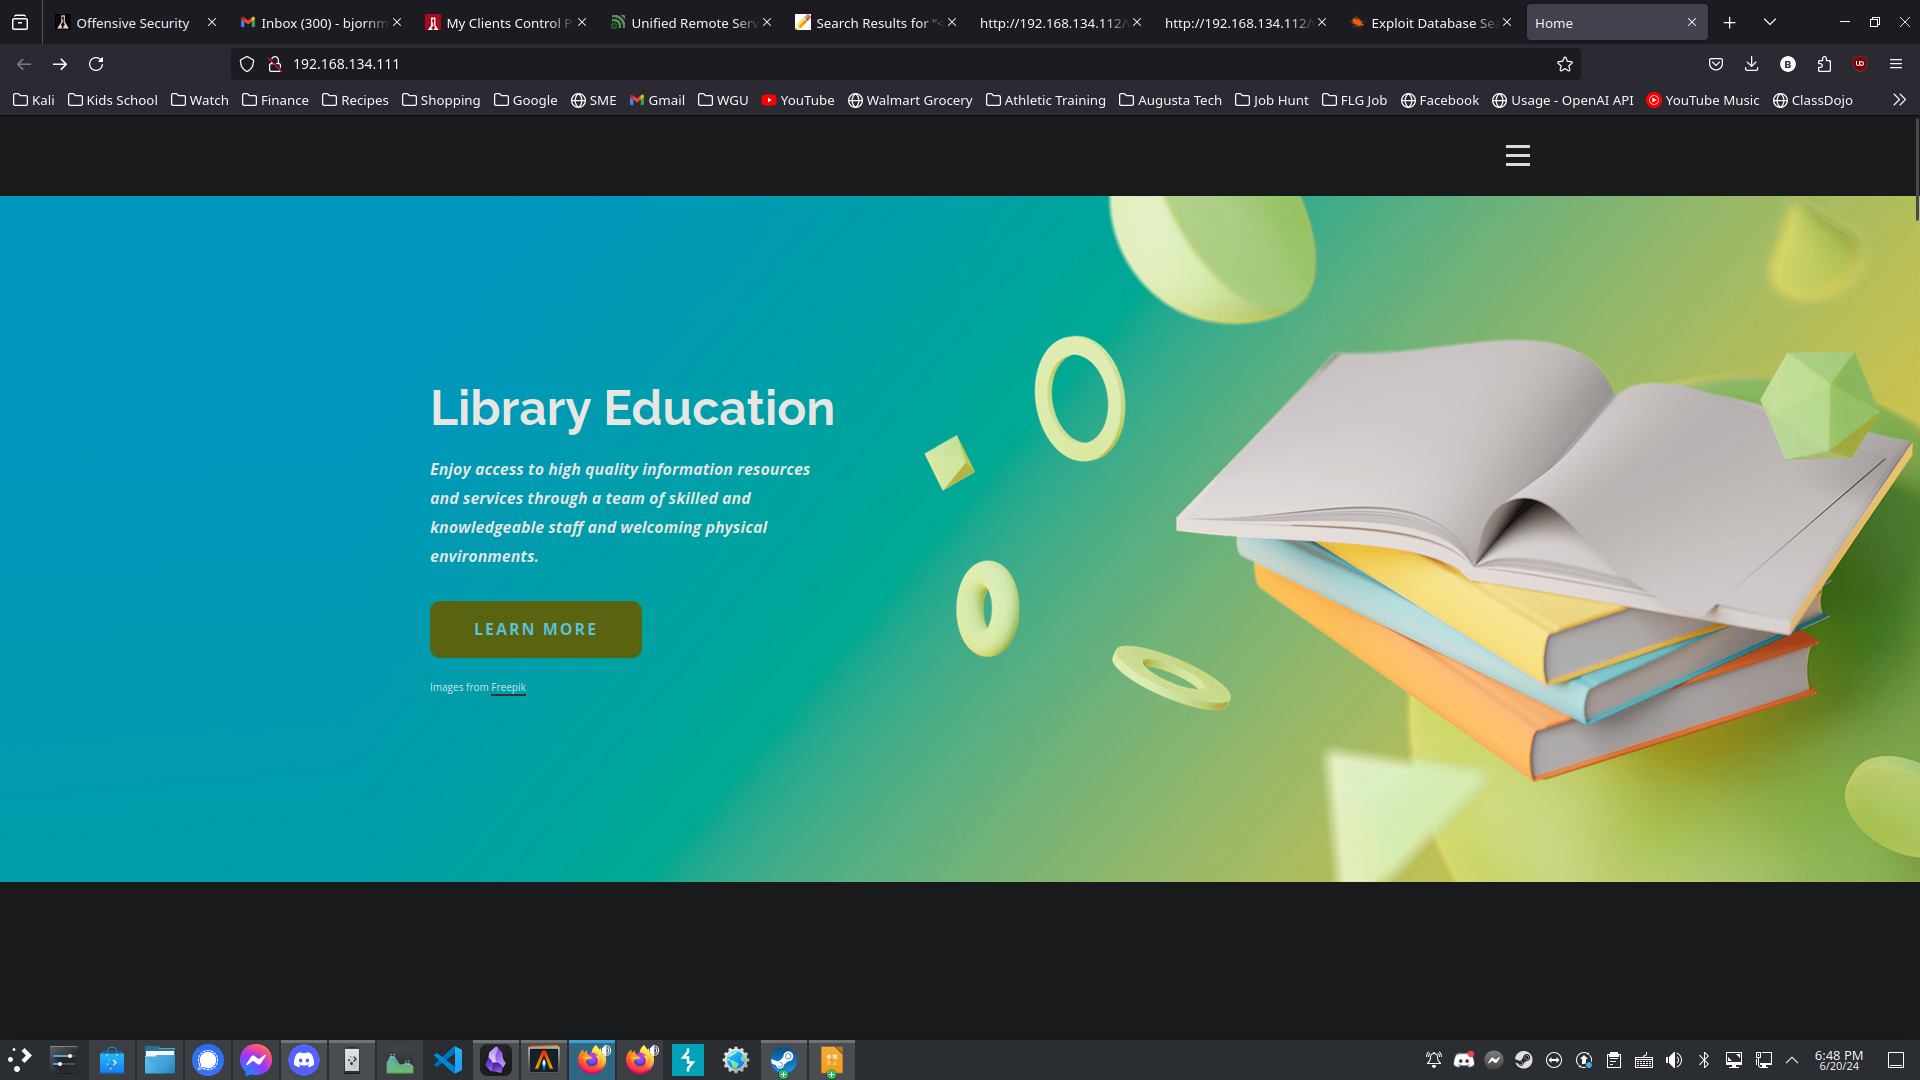 Offensive Security
Inbox (300) - bjornm
My Clients Control P
Unified Remote Serv
Search Results for “
http://192.168.134.112/
http://192.168.134.112/
Exploit Database Se
Home
192.168.134.111
Kali
Kids School
Watch
Finance
Recipes
Shopping
Google
SME
Gmail
WGU
YouTube
Walmart Grocery
Athletic Training
Augusta Tech
Job Hunt
FLG Job
Facebook
Usage - OpenAI API
YouTube Music
ClassDojo
Library Education
Enjoy access to high quality information resources
and services through a team of skilled and
knowledgeable staff and welcoming physical
environments.
LEARN MORE
Images from Freepik
6:48 PM
6/20/24